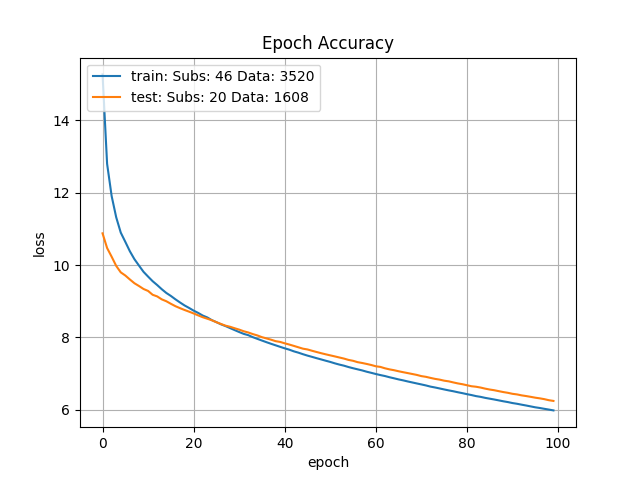 Epoch Accuracy
train: Subs: 46 Data: 3520
test: Subs: 20 Data: 1608
14
12
10
8
6
loss
0 20 40 60 80 100
epoch